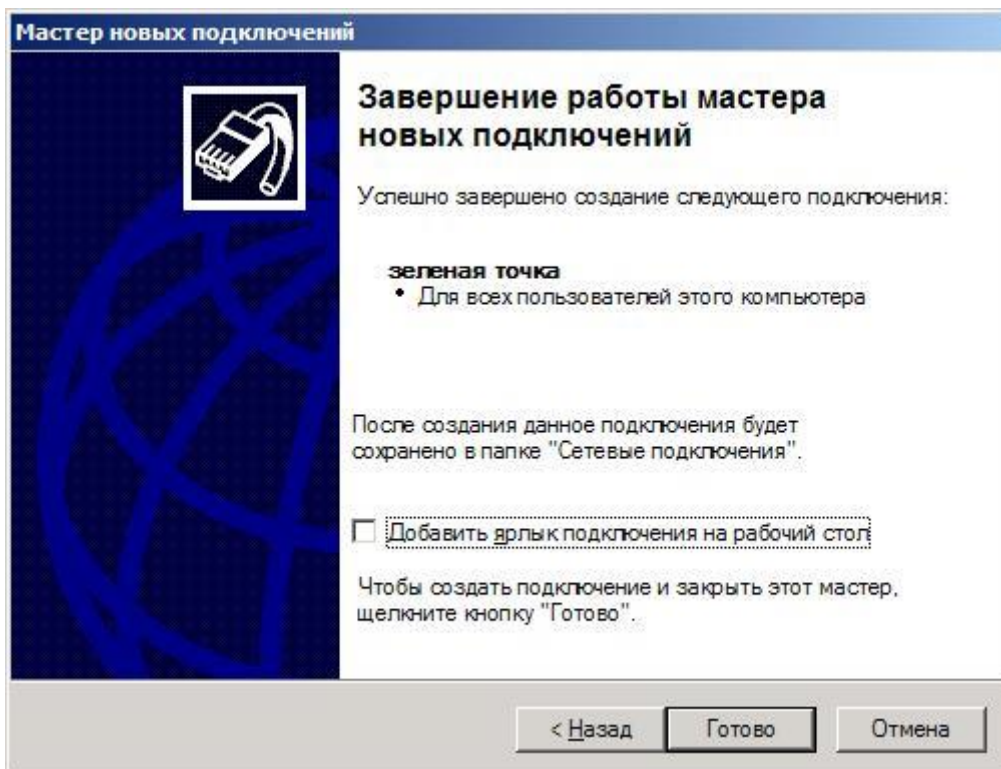 Мастер новых подключений
Завершение работы мастера
новых подключений
Успешно завершено создание следующего подключения:
зеленая точка
• Для всех пользователей этого компьютера
После создания данное подключение будет
сохранено в папке "Сетевые подключения".
Добавить ярлык подключения на рабочий стол
Чтобы создать подключение и закрыть этот мастер,
щелкните кнопку "Готово".
< Назад Готово Отмена